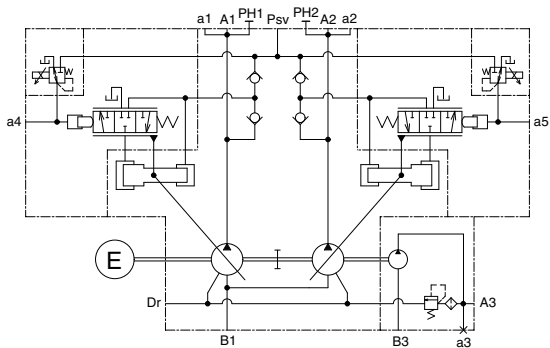 a1 A1 PH1 Psv PH2 A2 a2
a4 a5
E
Dr A3
B1 B3 a3